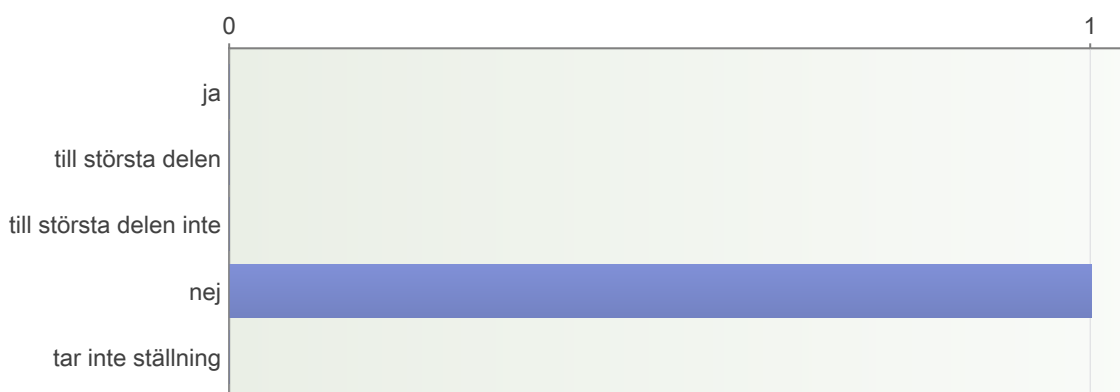 0 1
ja
till största delen
till största delen inte
nej
tar inte ställning